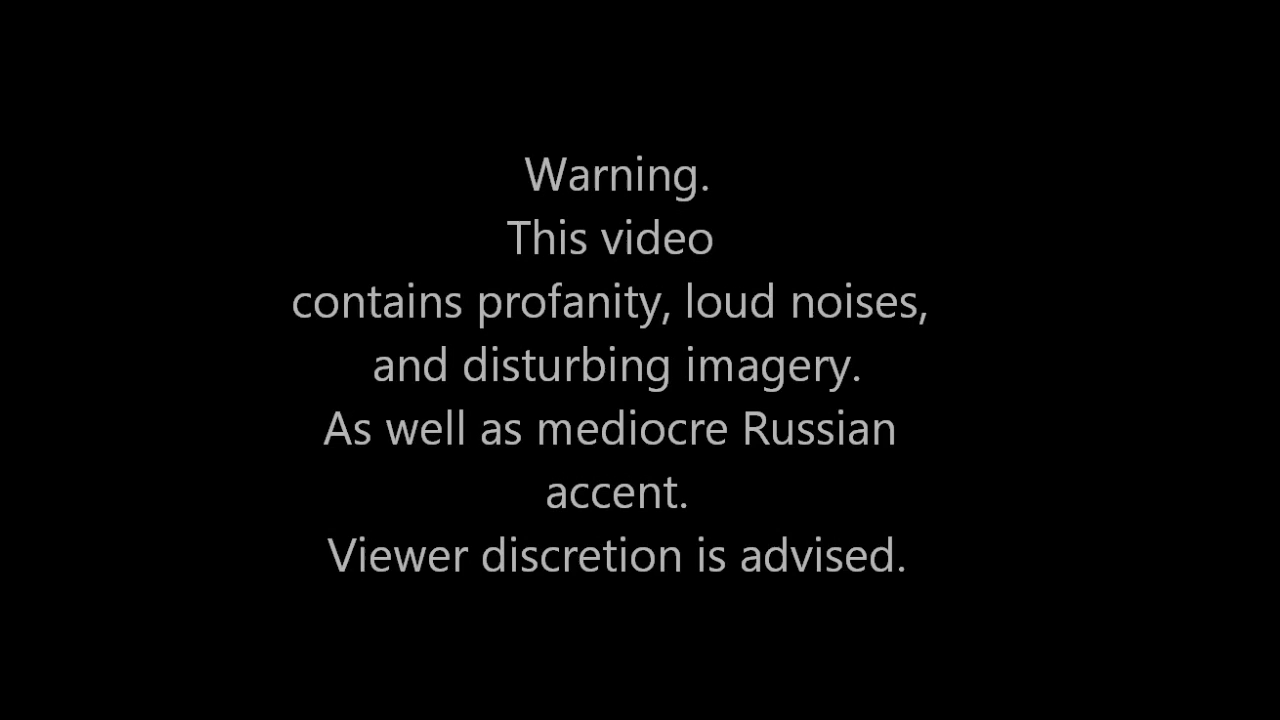 Warning.
This video
contains profanity, loud noises,
and disturbing imagery.
As well as mediocre Russian
accent.
Viewer discretion is advised.